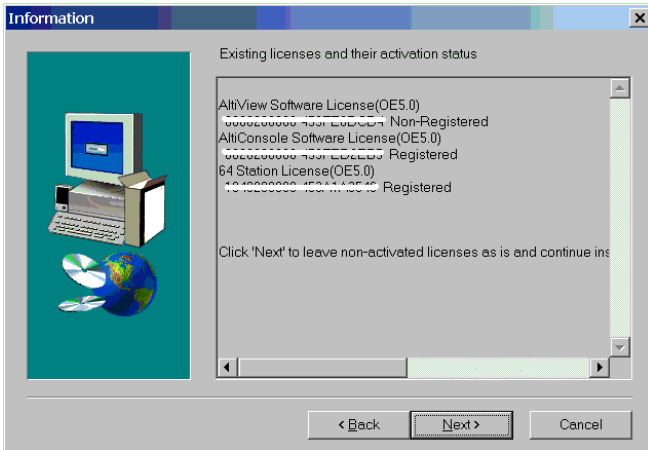 Information
Existing licenses and their activation status
AltiView Software License(OE5.0)
Non-Registered
AltiConsole Software License(OE5.0)
Registered
64 Station License(OE5.0)
Registered
Click 'Next' to leave non-activated licenses as is and continue ins
< Back
Next >
Cancel